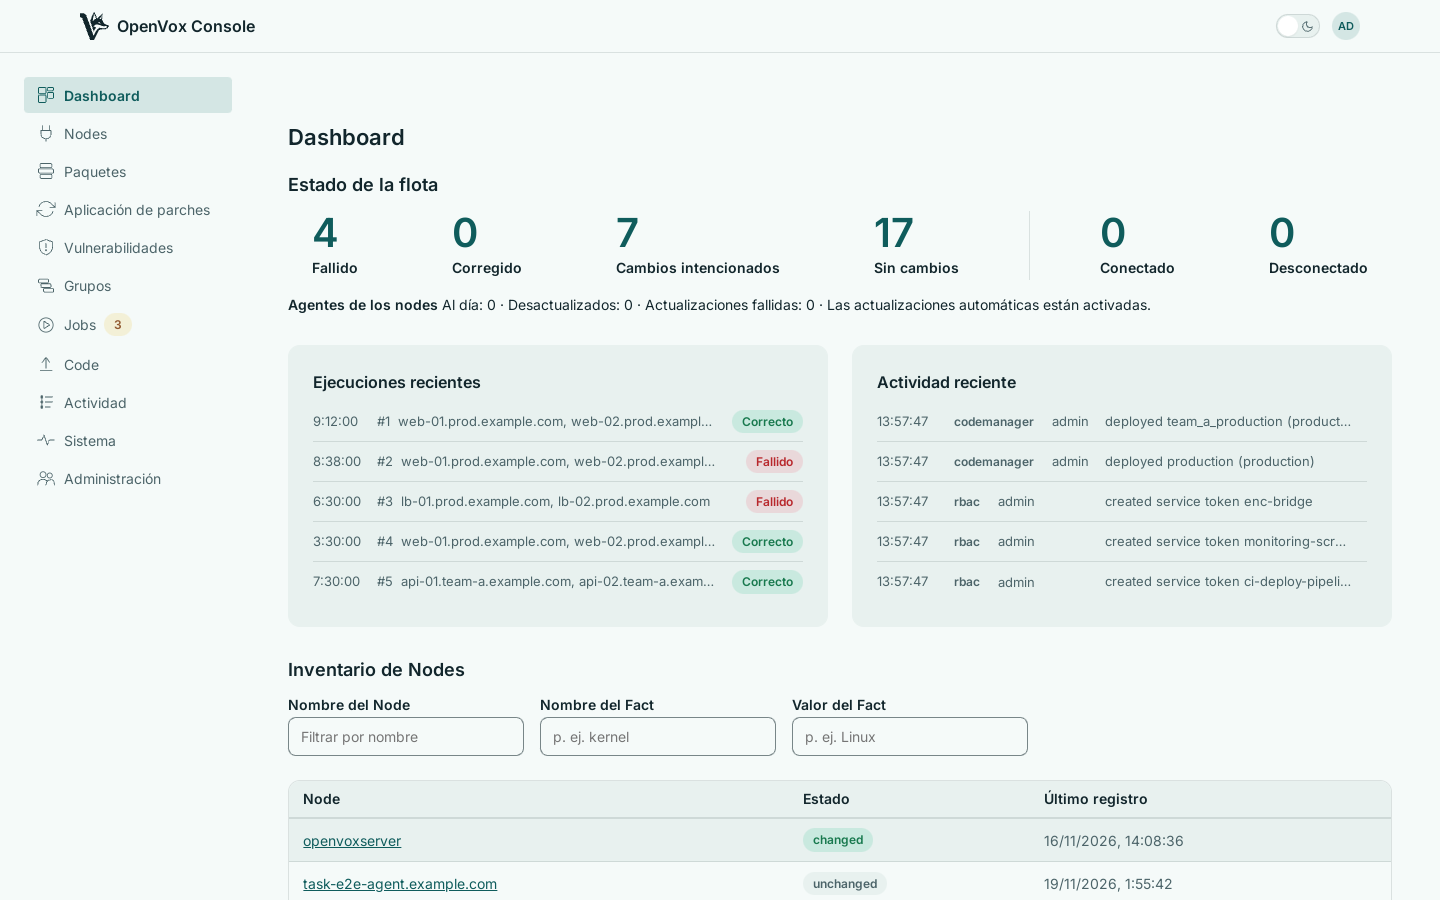 OpenVox Console
AD
Dashboard
Nodes
Paquetes
Aplicación de parches
Vulnerabilidades
Grupos
Jobs 3
Code
Actividad
Sistema
Administración
Dashboard
Estado de la flota
4 0 7 17 0 0
Fallido Corregido Cambios intencionados Sin cambios Conectado Desconectado
Agentes de los nodes Al día: 0 · Desactualizados: 0 · Actualizaciones fallidas: 0 · Las actualizaciones automáticas están activadas.
Ejecuciones recientes
9:12:00 #1 web-01.prod.example.com, web-02.prod.exampl... Correcto
8:38:00 #2 web-01.prod.example.com, web-02.prod.exampl... Fallido
6:30:00 #3 lb-01.prod.example.com, lb-02.prod.example.com Fallido
3:30:00 #4 web-01.prod.example.com, web-02.prod.exampl... Correcto
7:30:00 #5 api-01.team-a.example.com, api-02.team-a.exam... Correcto
Actividad reciente
13:57:47 codemanager admin deployed team_a_production (product...
13:57:47 codemanager admin deployed production (production)
13:57:47 rbac admin created service token enc-bridge
13:57:47 rbac admin created service token monitoring-scr...
13:57:47 rbac admin created service token ci-deploy-pipeli...
Inventario de Nodes
Nombre del Node Nombre del Fact Valor del Fact
Filtrar por nombre p. ej. kernel p. ej. Linux
Node Estado Último registro
openvoxserver changed 16/11/2026, 14:08:36
task-e2e-agent.example.com unchanged 19/11/2026, 1:55:42